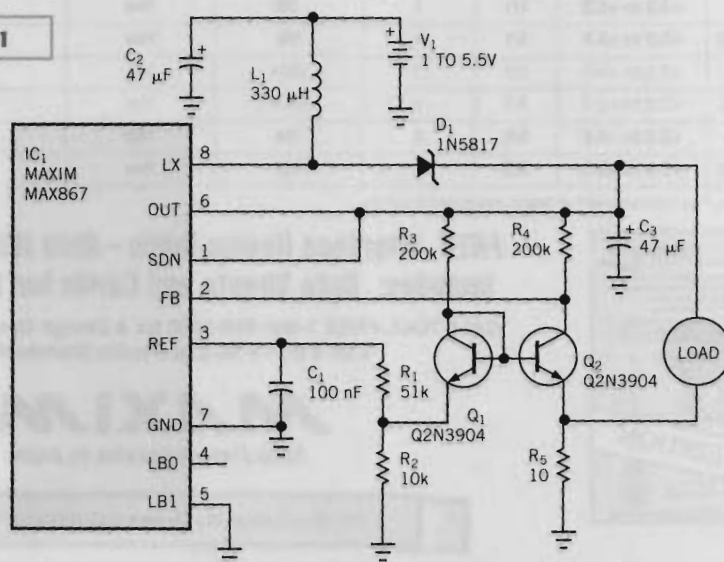 1
C2
47 µF
L1
330 µH
V1
1 TO 5.5V
D1
1N5817
IC1
MAXIM
MAX867
LX 8
OUT 6
SDN 1
FB 2
REF 3
GND 7
LB0 4
LB1 5
R3
200k
R4
200k
C3
47 µF
LOAD
C1
100 nF
R1
51k
R2
10k
Q1
Q2N3904
Q2
Q2N3904
R5
10